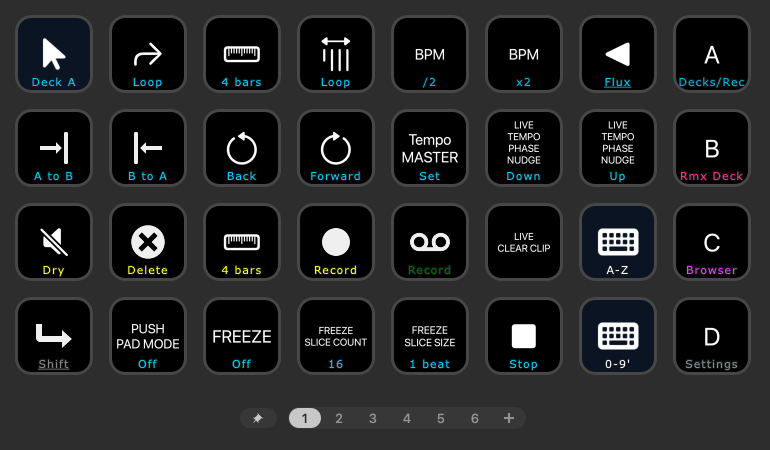 Deck A
Loop
4 bars
Loop
BPM
/2
BPM
x2
Flux
A
Decks/Rec
A to B
B to A
Back
Forward
Tempo
MASTER
Set
LIVE
TEMPO
PHASE
NUDGE
Down
LIVE
TEMPO
PHASE
NUDGE
Up
B
Rmx Deck
Dry
Delete
4 bars
Record
Record
LIVE
CLEAR CLIP
A-Z
C
Browser
Shift
PUSH
PAD MODE
Off
FREEZE
Off
FREEZE
SLICE COUNT
16
FREEZE
SLICE SIZE
1 beat
Stop
0-9'
D
Settings
1 2 3 4 5 6 +